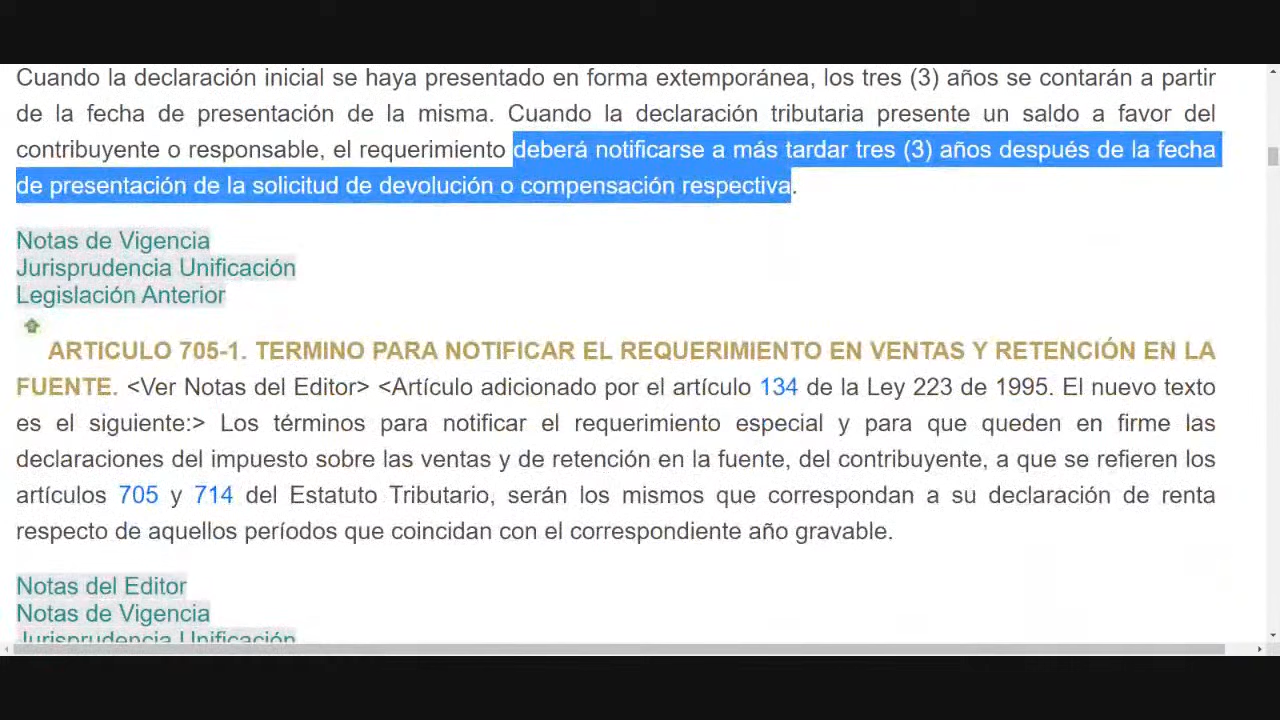 Cuando la declaración inicial se haya presentado en forma extemporánea, los tres (3) años se contarán a partir
de la fecha de presentación de la misma. Cuando la declaración tributaria presente un saldo a favor del
contribuyente o responsable, el requerimiento deberá notificarse a más tardar tres (3) años después de la fecha
de presentación de la solicitud de devolución o compensación respectiva.
Notas de Vigencia
Jurisprudencia Unificación
Legislación Anterior
ARTICULO 705-1. TERMINO PARA NOTIFICAR EL REQUERIMIENTO EN VENTAS Y RETENCIÓN EN LA
FUENTE. <Ver Notas del Editor> <Artículo adicionado por el artículo 134 de la Ley 223 de 1995. El nuevo texto
es el siguiente:> Los términos para notificar el requerimiento especial y para que queden en firme las
declaraciones del impuesto sobre las ventas y de retención en la fuente, del contribuyente, a que se refieren los
artículos 705 y 714 del Estatuto Tributario, serán los mismos que correspondan a su declaración de renta
respecto de aquellos períodos que coincidan con el correspondiente año gravable.
Notas del Editor
Notas de Vigencia
Jurisprudencia Unificación